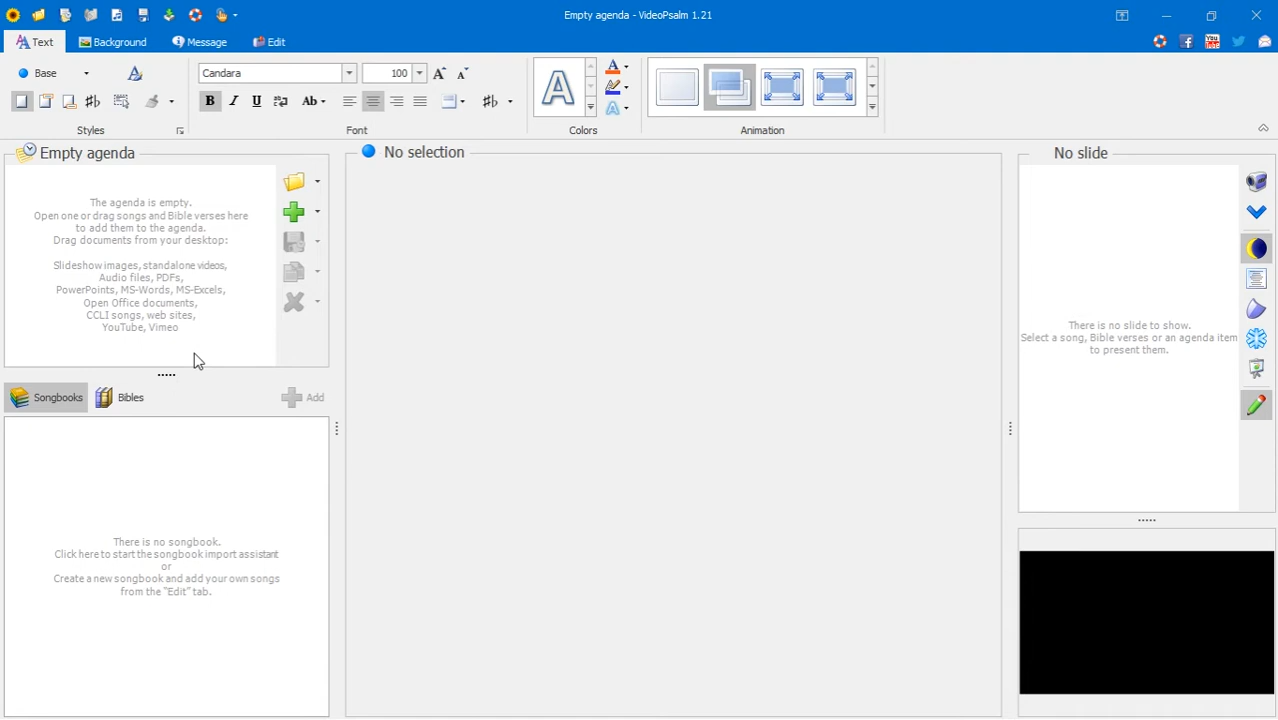 Empty agenda - VideoPsalm 1.21
Text
Background
Message
Edit
You
Tube
Base
Candara
100
B
I
U
abc
Ab
A
A
A
A
A
Styles
Font
Colors
Animation
Empty agenda
The agenda is empty.
Open one or drag songs and Bible verses here
to add them to the agenda.
Drag documents from your desktop:
Slideshow images, standalone videos,
Audio files, PDFs,
PowerPoints, MS-Words, MS-Excels,
Open Office documents,
CCLI songs, web sites,
YouTube, Vimeo
Songbooks
Bibles
Add
There is no songbook.
Click here to start the songbook import assistant
or
Create a new songbook and add your own songs
from the "Edit" tab.
No selection
No slide
There is no slide to show.
Select a song, Bible verses or an agenda item
to present them.